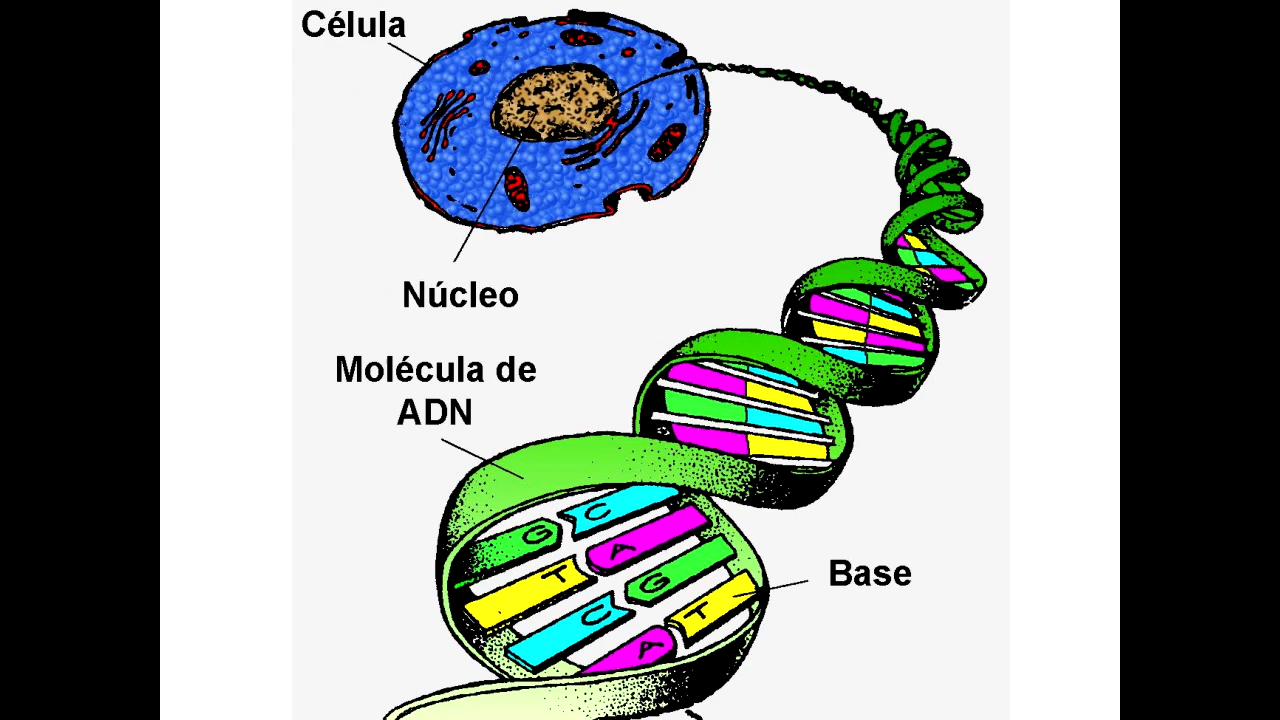 Célula
Núcleo
Molécula de
ADN
G C
T A
C G
A T
Base